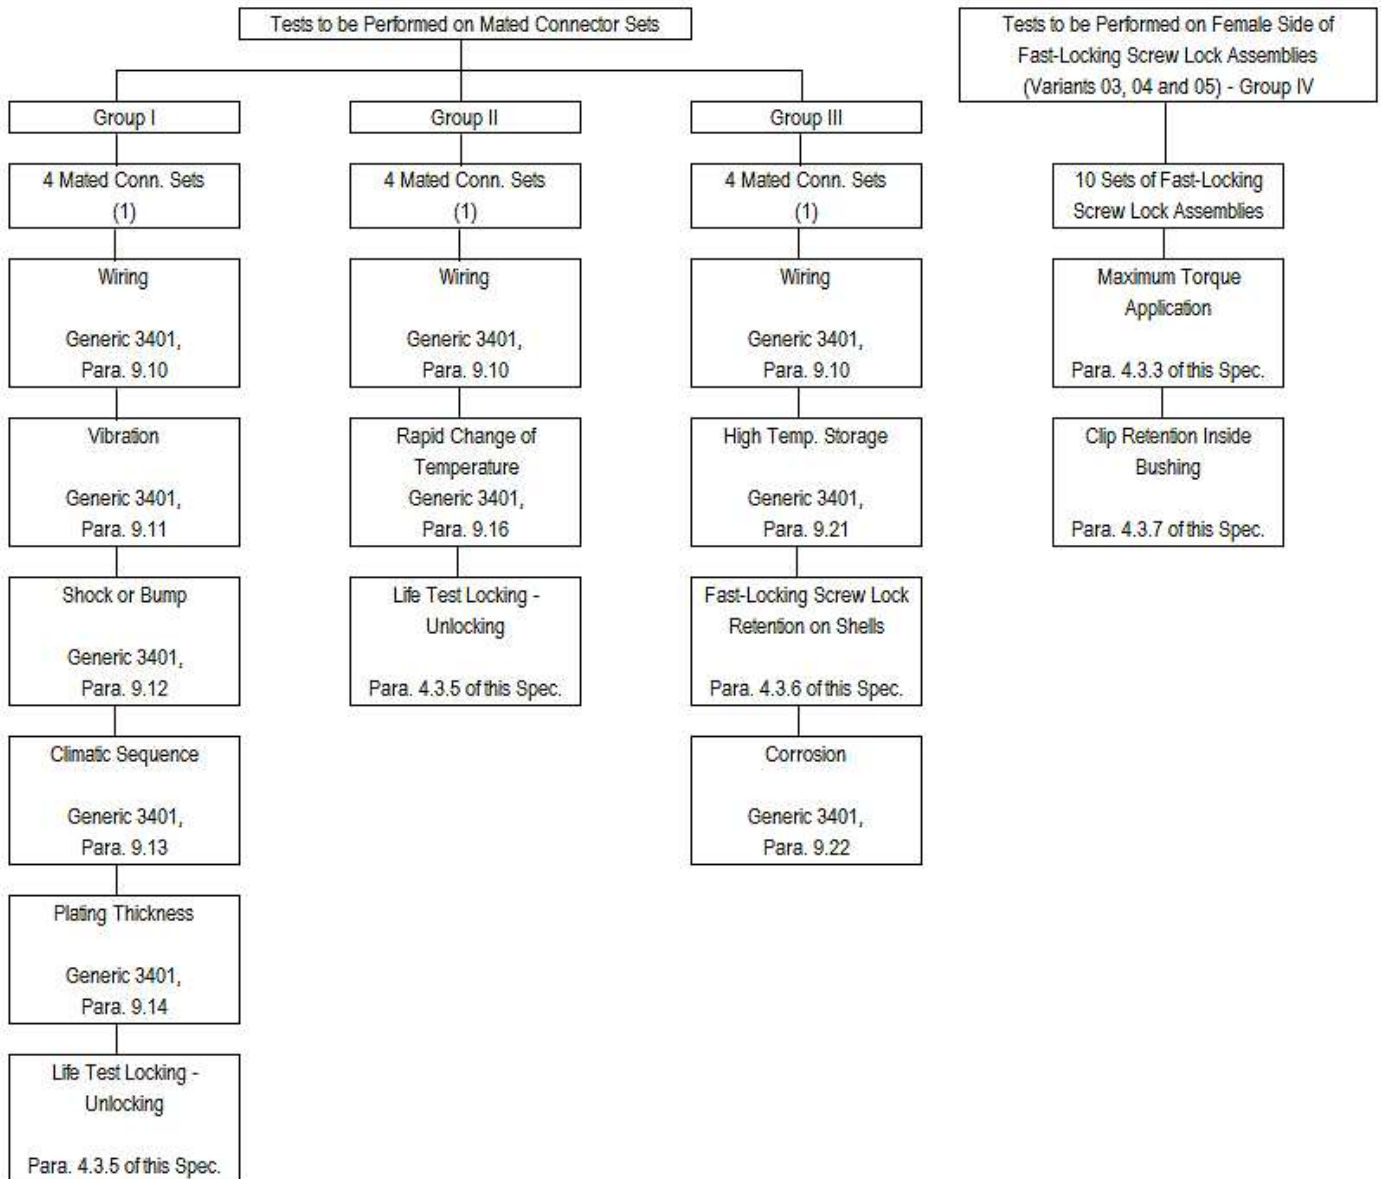 Tests to be Performed on Mated Connector Sets
Group I
4 Mated Conn. Sets
(1)
Wiring
Generic 3401,
Para. 9.10
Vibration
Generic 3401,
Para. 9.11
Shock or Bump
Generic 3401,
Para. 9.12
Climatic Sequence
Generic 3401,
Para. 9.13
Plating Thickness
Generic 3401,
Para. 9.14
Life Test Locking -
Unlocking
Para. 4.3.5 of this Spec.
Group II
4 Mated Conn. Sets
(1)
Wiring
Generic 3401,
Para. 9.10
Rapid Change of
Temperature
Generic 3401,
Para. 9.16
Life Test Locking -
Unlocking
Para. 4.3.5 of this Spec.
Group III
4 Mated Conn. Sets
(1)
Wiring
Generic 3401,
Para. 9.10
High Temp. Storage
Generic 3401,
Para. 9.21
Fast-Locking Screw Lock
Retention on Shells
Para. 4.3.6 of this Spec.
Corrosion
Generic 3401,
Para. 9.22
Tests to be Performed on Female Side of
Fast-Locking Screw Lock Assemblies
(Variants 03, 04 and 05) - Group IV
10 Sets of Fast-Locking
Screw Lock Assemblies
Maximum Torque
Application
Para. 4.3.3 of this Spec.
Clip Retention Inside
Bushing
Para. 4.3.7 of this Spec.